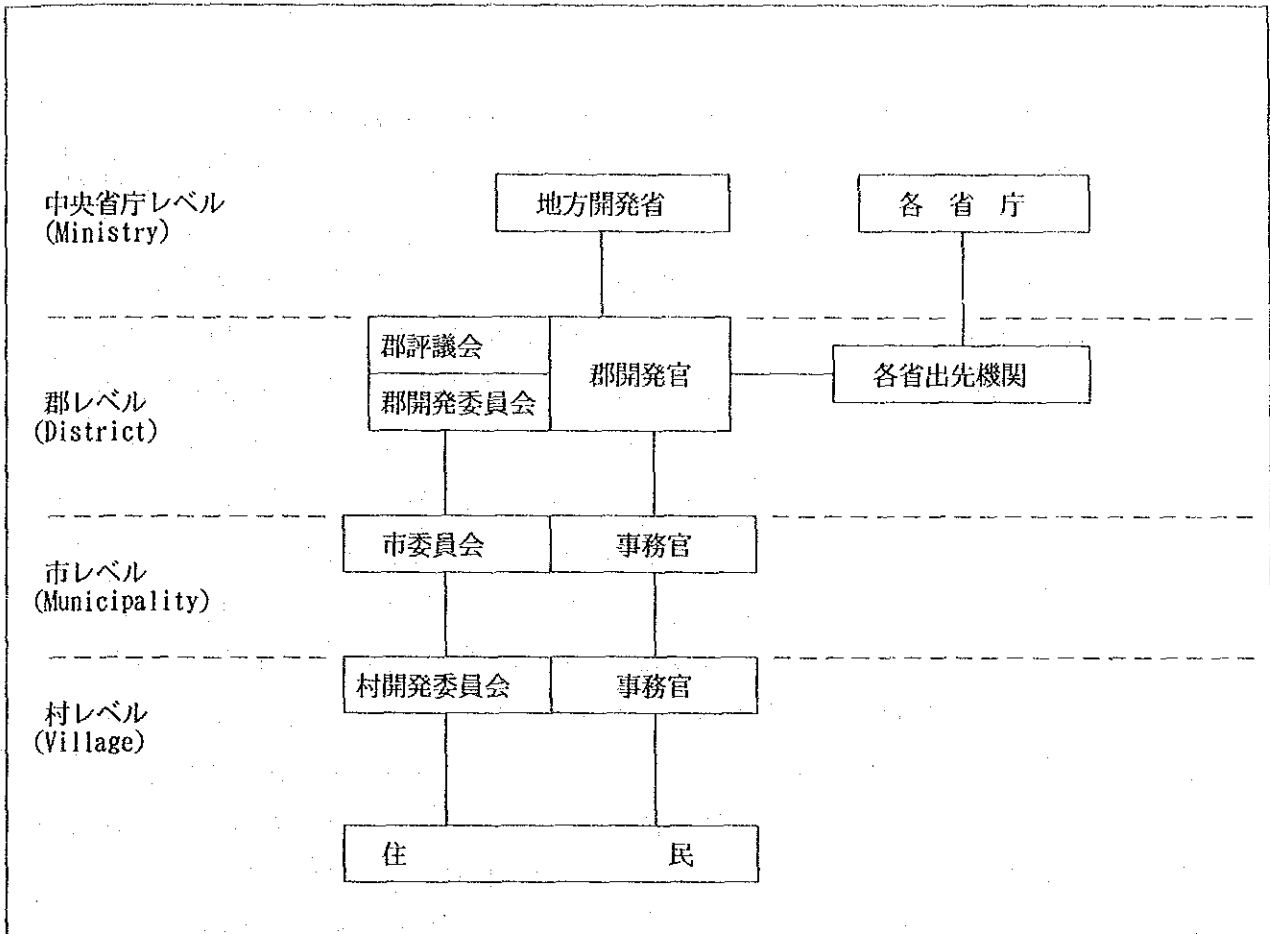 中央省庁レベル
(Ministry)
地方開発省
各省庁
郡レベル
(District)
郡評議会
郡開発委員会
郡開発官
各省出先機関
市レベル
(Municipality)
市委員会
事務官
村レベル
(Village)
村開発委員会
事務官
住民